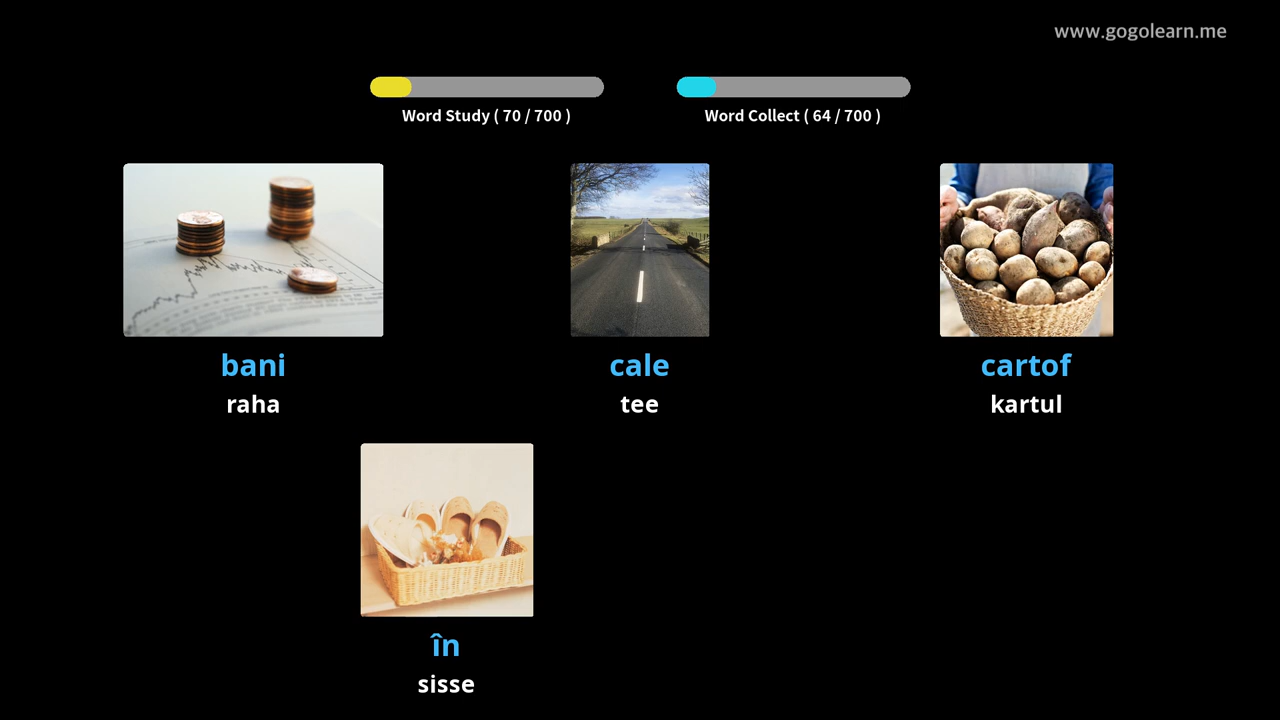 www.gogolearn.me
Word Study ( 70 / 700 )
Word Collect ( 64 / 700 )
bani
raha
cale
tee
cartof
kartul
în
sisse